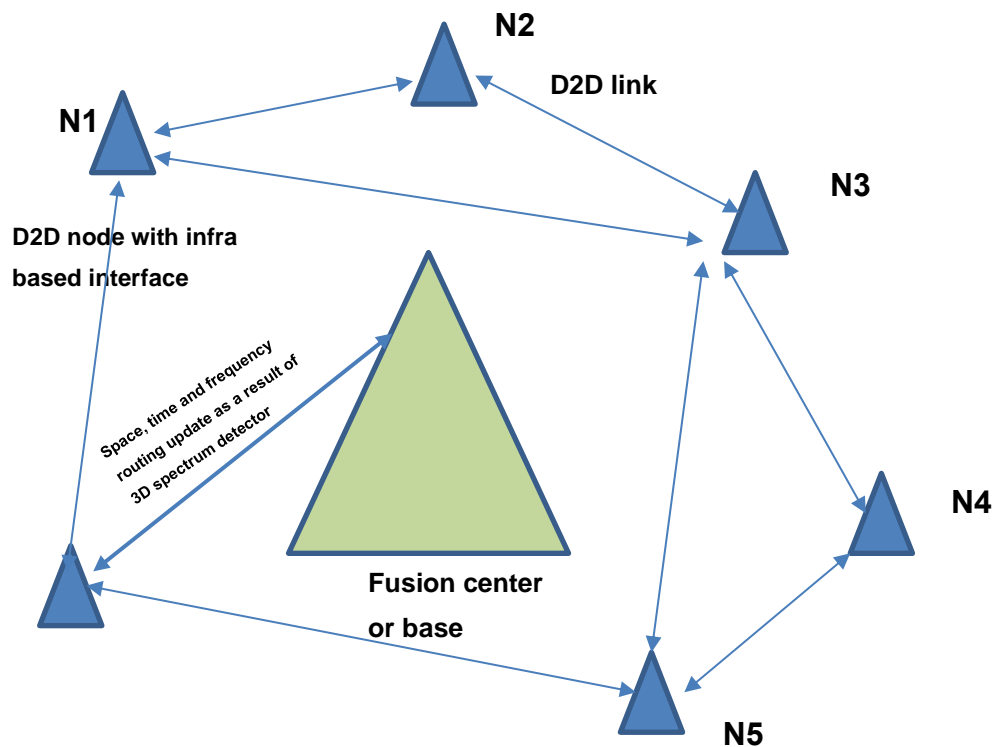 N2
D2D link
N1
N3
D2D node with infra
based interface
Space, time and frequency
routing update as a result of
3D spectrum detector
N4
Fusion center
or base
N5